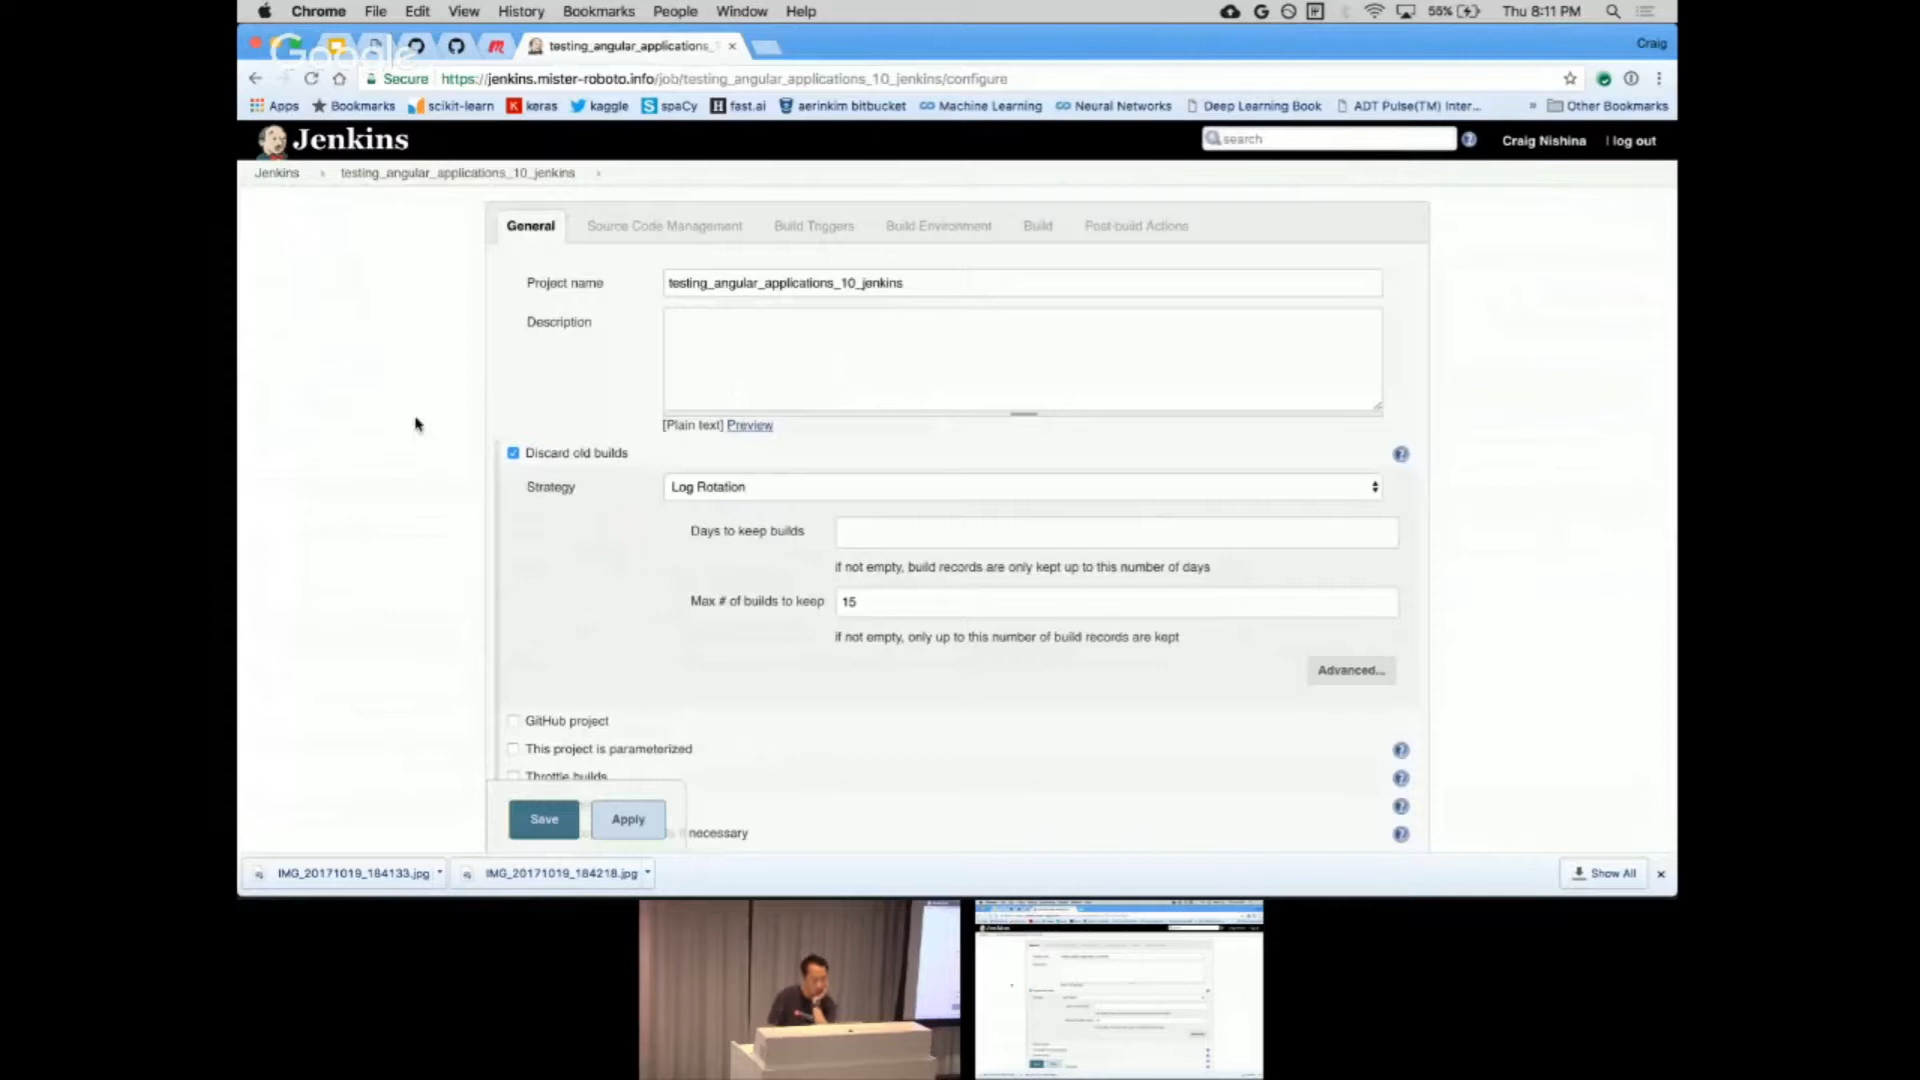 Chrome File Edit View History Bookmarks People Window Help 55% Thu 8:11 PM
Google
testing_angular_applications_ Craig
Secure https://jenkins.mister-roboto.info/job/testing_angular_applications_10_jenkins/configure
Apps Bookmarks scikit-learn keras kaggle spaCy fast.ai aerinkim bitbucket Machine Learning Neural Networks Deep Learning Book ADT Pulse(TM) Inter... » Other Bookmarks
Jenkins search Craig Nishina | log out
Jenkins testing_angular_applications_10_jenkins
General Source Code Management Build Triggers Build Environment Build Post-build Actions
Project name testing_angular_applications_10_jenkins
Description
[Plain text] Preview
Discard old builds
Strategy Log Rotation
Days to keep builds
if not empty, build records are only kept up to this number of days
Max # of builds to keep 15
if not empty, only up to this number of build records are kept
Advanced...
GitHub project
This project is parameterized
Throttle builds
Save Apply
necessary
IMG_20171019_184133.jpg IMG_20171019_184218.jpg Show All